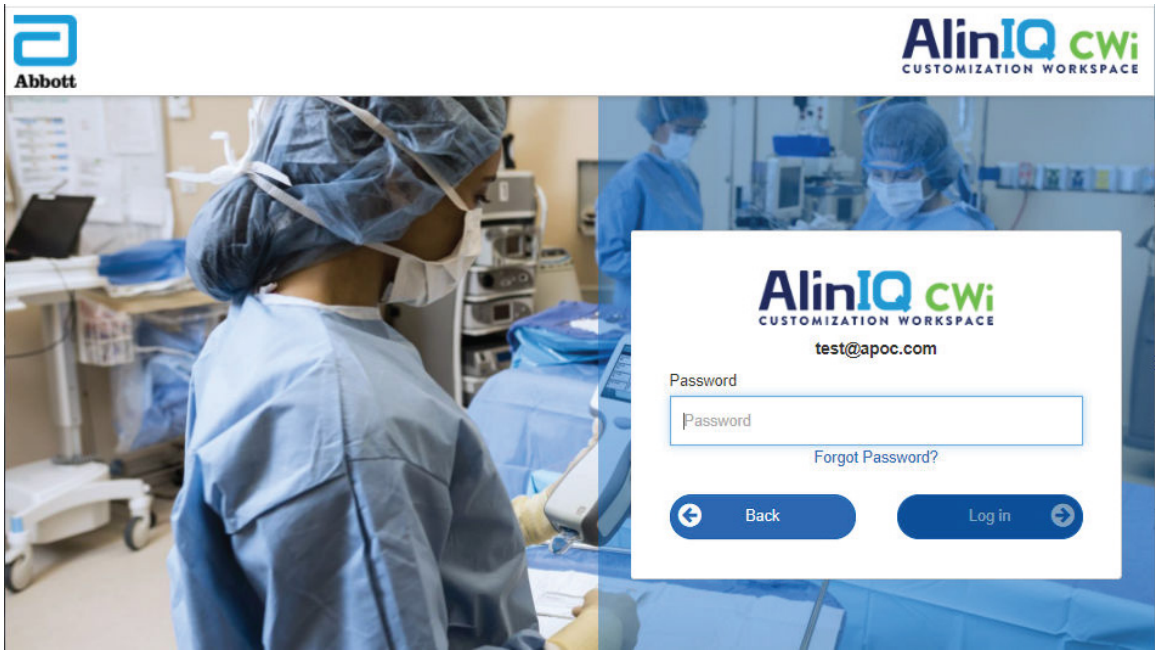 Abbott
AlinIQ CWi
CUSTOMIZATION WORKSPACE
AlinIQ CWi
CUSTOMIZATION WORKSPACE
test@apoc.com
Password
Password
Forgot Password?
Back
Log in